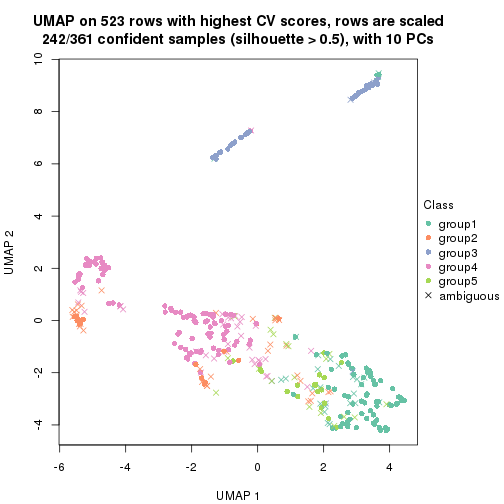 UMAP on 523 rows with highest CV scores, rows are scaled
242/361 confident samples (silhouette > 0.5), with 10 PCs
10
8
6
4
2
0
-2
-4
UMAP 2
-6
-4
-2
0
2
4
UMAP 1
Class
group1
group2
group3
group4
group5
ambiguous